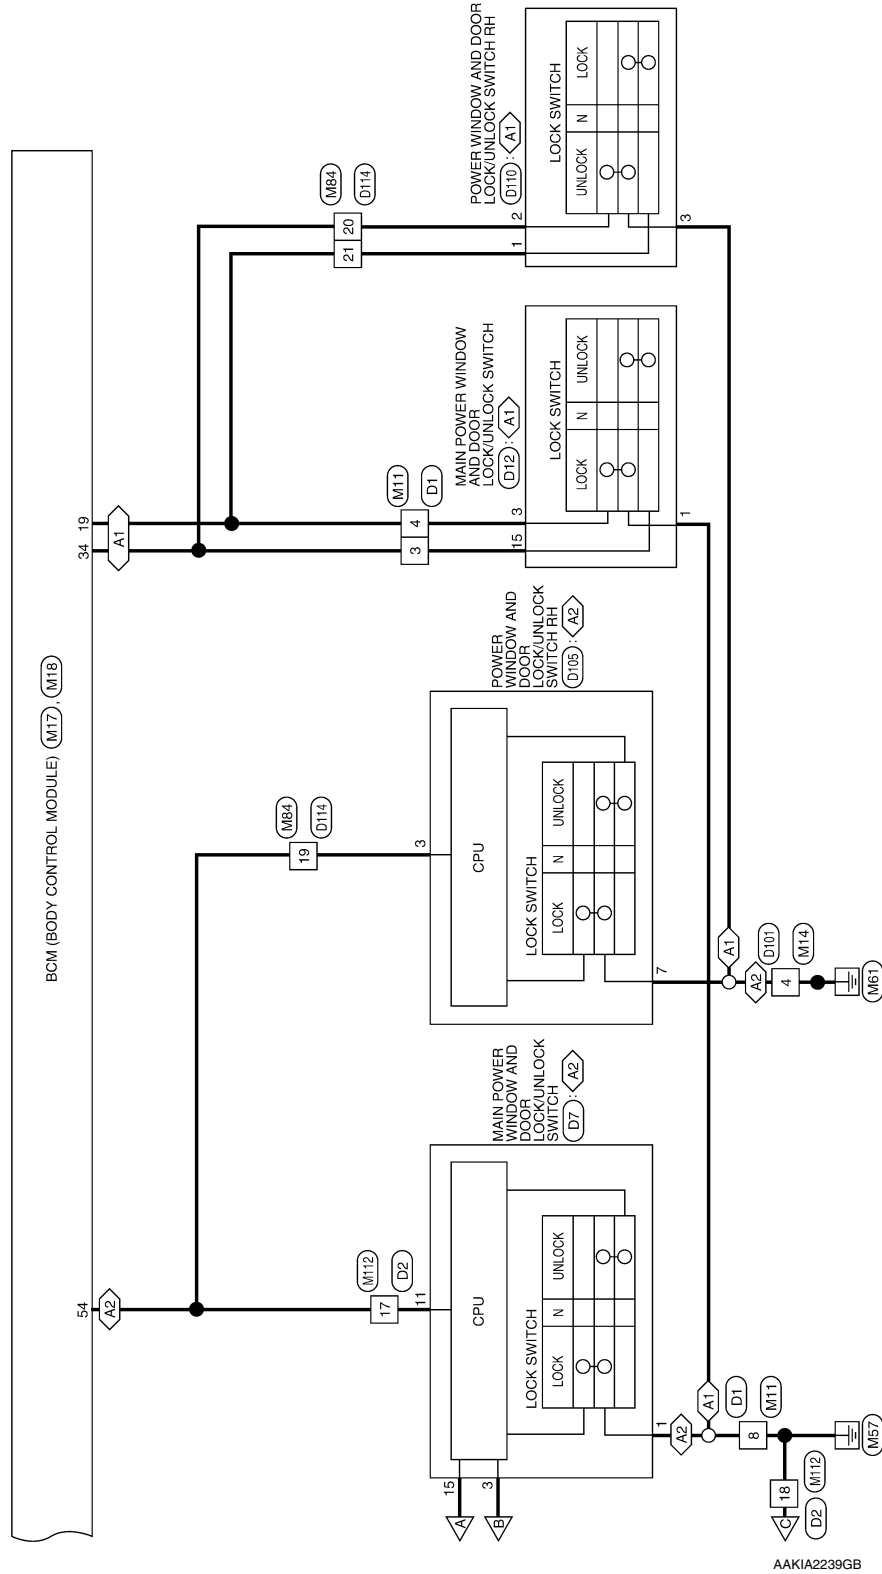 BCM (BODY CONTROL MODULE) M17 , M18
54
A2
34
19
A1
M112
D2
17
11
M84
D114
19
3
M11
D1
3
4
15
3
M84
D114
21
20
1
2
MAIN POWER
WINDOW AND
DOOR
LOCK/UNLOCK
SWITCH
D7 : A2
CPU
LOCK SWITCH
LOCK
N
UNLOCK
15
3
A
B
1
A2
A1
8
D1
M11
18
C
D2
M112
M57
POWER
WINDOW AND
DOOR
LOCK/UNLOCK
SWITCH RH
D105 : A2
CPU
LOCK SWITCH
LOCK
N
UNLOCK
7
A1
A2
D101
4
M14
M61
MAIN POWER WINDOW
AND DOOR
LOCK/UNLOCK SWITCH
D12 : A1
LOCK SWITCH
LOCK
N
UNLOCK
1
POWER WINDOW AND DOOR
LOCK/UNLOCK SWITCH RH
D110 : A1
LOCK SWITCH
UNLOCK
N
LOCK
3
AAKIA2239GB